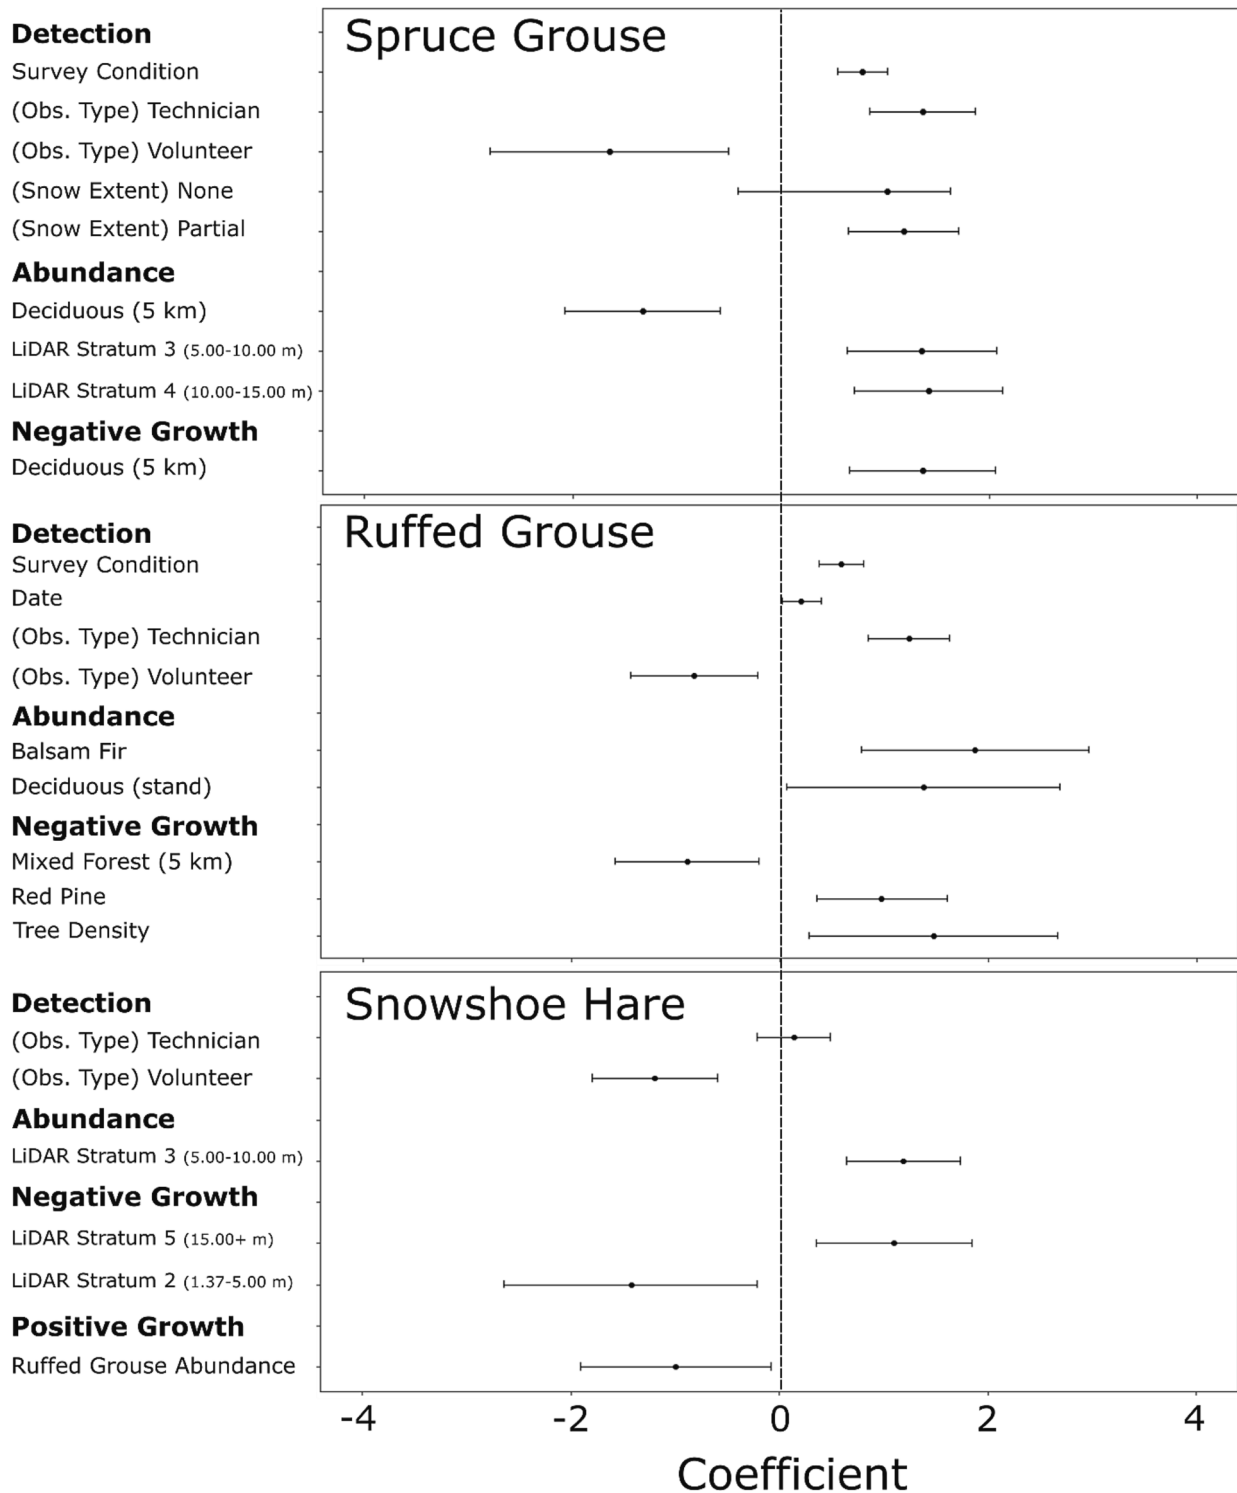 Spruce Grouse
Detection
Survey Condition
(Obs. Type) Technician
(Obs. Type) Volunteer
(Snow Extent) None
(Snow Extent) Partial
Abundance
Deciduous (5 km)
LiDAR Stratum 3 (5.00-10.00 m)
LiDAR Stratum 4 (10.00-15.00 m)
Negative Growth
Deciduous (5 km)
Ruffed Grouse
Detection
Survey Condition
Date
(Obs. Type) Technician
(Obs. Type) Volunteer
Abundance
Balsam Fir
Deciduous (stand)
Negative Growth
Mixed Forest (5 km)
Red Pine
Tree Density
Snowshoe Hare
Detection
(Obs. Type) Technician
(Obs. Type) Volunteer
Abundance
LiDAR Stratum 3 (5.00-10.00 m)
Negative Growth
LiDAR Stratum 5 (15.00+ m)
LiDAR Stratum 2 (1.37-5.00 m)
Positive Growth
Ruffed Grouse Abundance
-4 -2 0 2 4
Coefficient